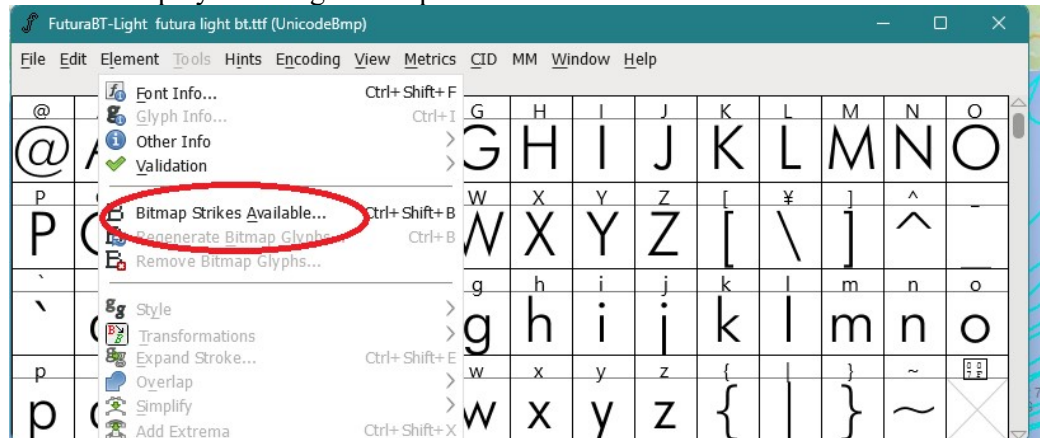 FuturaBT-Light futura light bt.ttf (UnicodeBmp)
File Edit Element Tools Hints Encoding View Metrics CID MM Window Help
Font Info... Ctrl+Shift+F
Glyph Info... Ctrl+I
Other Info
Validation
Bitmap Strikes Available... Ctrl+Shift+B
Regenerate Bitmap Glyphs... Ctrl+B
Remove Bitmap Glyphs...
Style
Transformations
Expand Stroke... Ctrl+Shift+E
Overlap
Simplify
Add Extrema Ctrl+Shift+X
@ G H I J K L M N O
@ G H I J K L M N O
P W X Y Z [ ¥ ] ^ _
P W X Y Z [ \ ] ^ _
` g h i j k l m n o
` g h i j k l m n o
p w x y z { | } ~
p w x y z { | } ~